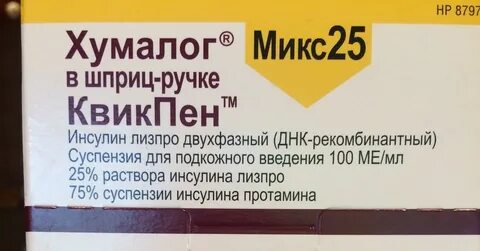 НР 8797
Хумалог® Микс25
в шприц-ручке
КвикПен™
Инсулин лизпро двухфазный (ДНК-рекомбинантный)
Суспензия для подкожного введения 100 МЕ/мл
25% раствора инсулина лизпро
75% суспензии инсулина протамина